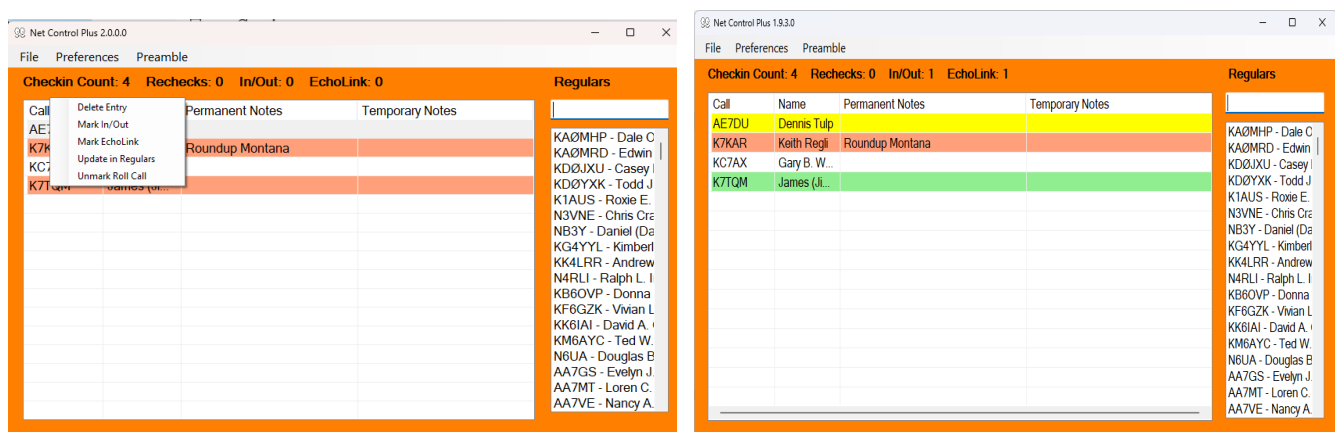 Net Control Plus 2.0.0.0
File Preferences Preamble
Checkin Count: 4 Rechecks: 0 In/Out: 0 EchoLink: 0 Regulars
Call Permanent Notes Temporary Notes
Delete Entry
Mark In/Out
Mark EchoLink
Update in Regulars
Unmark Roll Call
Roundup Montana
K7TQM James (Ji...
KAØMHP - Dale O
KAØMRD - Edwin
KDØJXU - Casey
KDØYXK - Todd J
K1AUS - Roxie E.
N3VNE - Chris Cra
NB3Y - Daniel (Da
KG4YYL - Kimberl
KK4LRR - Andrew
N4RLI - Ralph L. I
KB6OVP - Donna
KF6GZK - Vivian L
KK6IAI - David A.
KM6AYC - Ted W.
N6UA - Douglas B
AA7GS - Evelyn J.
AA7MT - Loren C.
AA7VE - Nancy A.
Net Control Plus 1.9.3.0
File Preferences Preamble
Checkin Count: 4 Rechecks: 0 In/Out: 1 EchoLink: 1 Regulars
Call Name Permanent Notes Temporary Notes
AE7DU Dennis Tulp
K7KAR Keith Regli Roundup Montana
KC7AX Gary B. W...
K7TQM James (Ji...
KAØMHP - Dale O
KAØMRD - Edwin
KDØJXU - Casey
KDØYXK - Todd J
K1AUS - Roxie E.
N3VNE - Chris Cra
NB3Y - Daniel (Da
KG4YYL - Kimberl
KK4LRR - Andrew
N4RLI - Ralph L. I
KB6OVP - Donna
KF6GZK - Vivian L
KK6IAI - David A.
KM6AYC - Ted W.
N6UA - Douglas B
AA7GS - Evelyn J.
AA7MT - Loren C.
AA7VE - Nancy A.